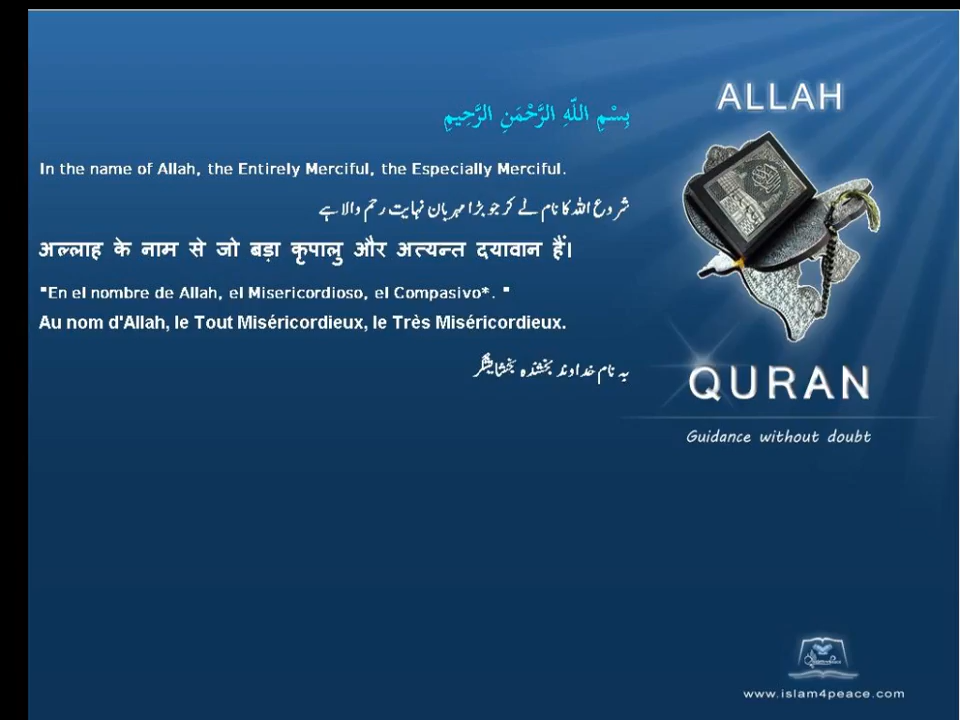 بِسْمِ اللَّهِ الرَّحْمَنِ الرَّحِيمِ
In the name of Allah, the Entirely Merciful, the Especially Merciful.
شروع اللہ کا نام لے کر جو بڑا مہربان نہایت رحم والا ہے
अल्लाह के नाम से जो बड़ा कृपालु और अत्यन्त दयावान हैं।
"En el nombre de Allah, el Misericordioso, el Compasivo*. "
Au nom d'Allah, le Tout Miséricordieux, le Très Miséricordieux.
به نام خداوند بخشنده بخشایشگر
ALLAH
QURAN
Guidance without doubt
www.islam4peace.com